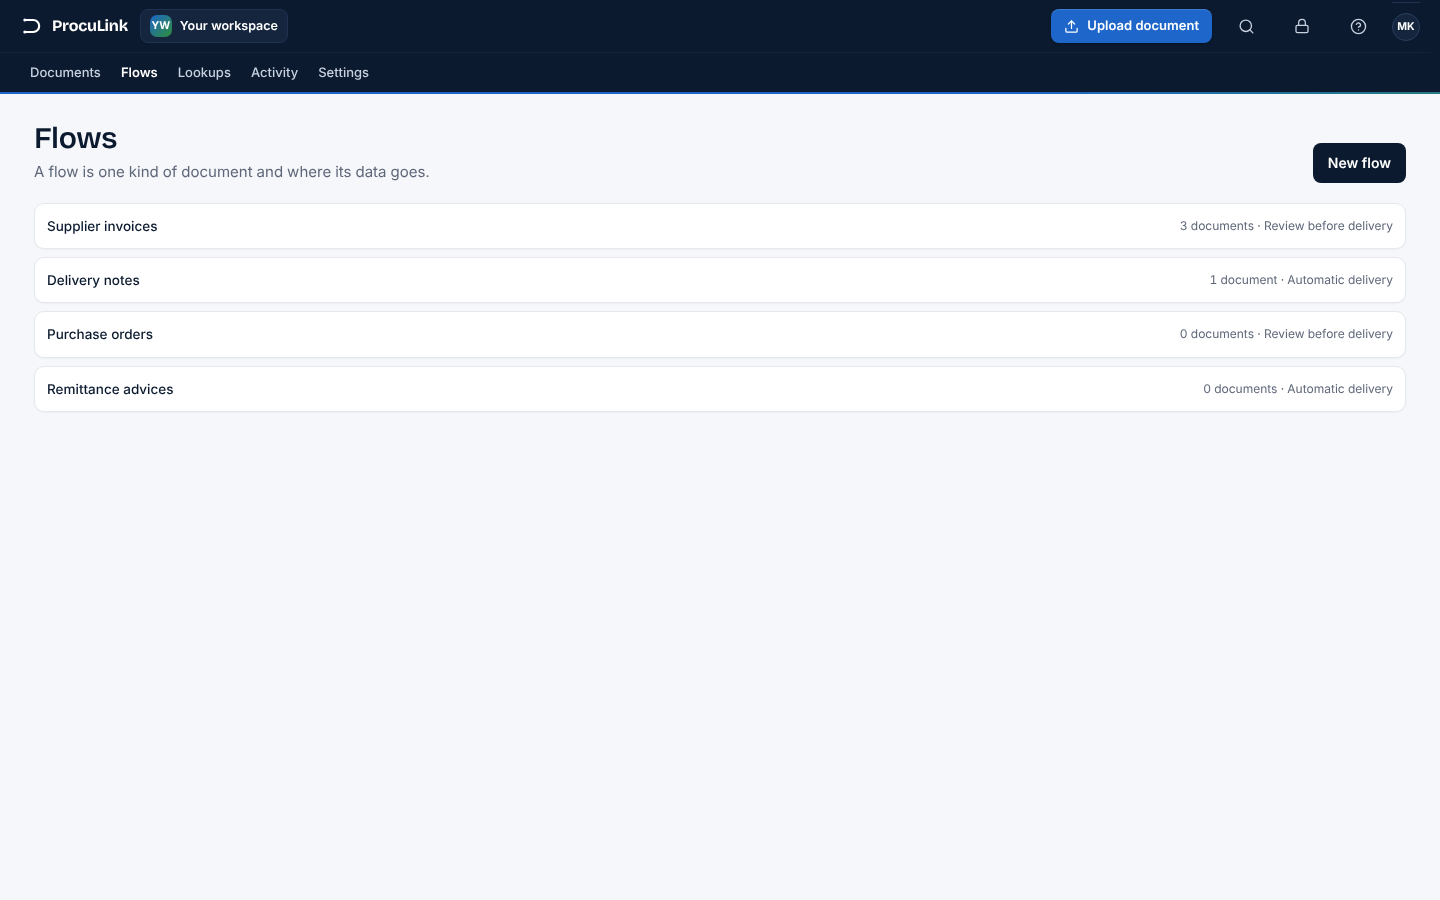 ProcuLink
YW Your workspace
Upload document
MK
Documents Flows Lookups Activity Settings
Flows
A flow is one kind of document and where its data goes.
New flow
Supplier invoices 3 documents · Review before delivery
Delivery notes 1 document · Automatic delivery
Purchase orders 0 documents · Review before delivery
Remittance advices 0 documents · Automatic delivery